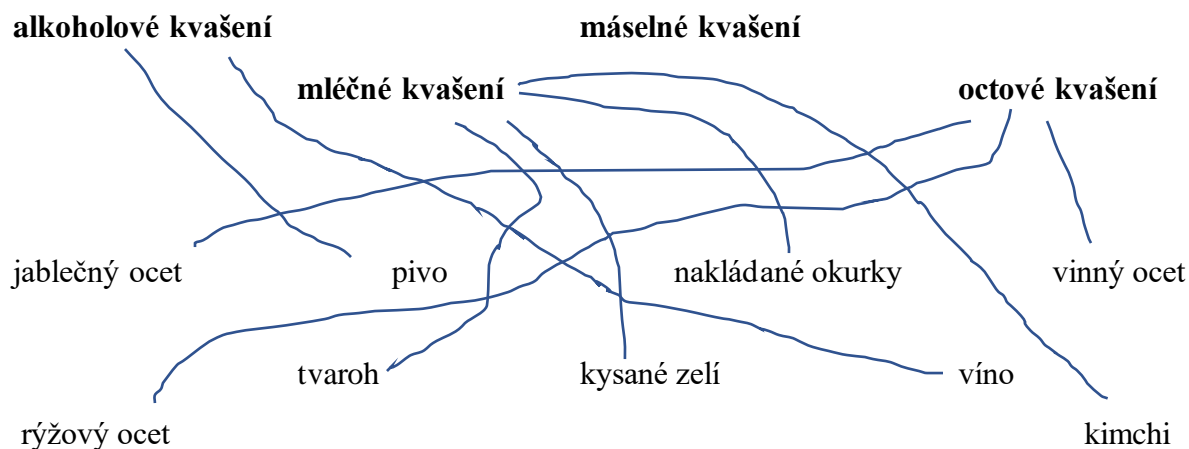 alkoholové kvašení máselné kvašení
mléčné kvašení octové kvašení
jablečný ocet pivo nakládané okurky vinný ocet
tvaroh kysané zelí víno
rýžový ocet kimchi